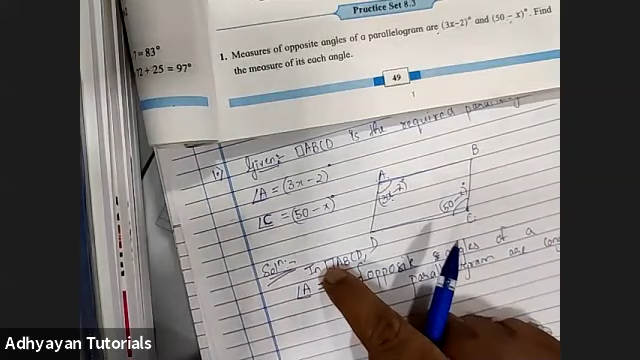 Practice Set 8.3
= 83°
72 + 25 = 97°
1. Measures of opposite angles of a parallelogram are (3x−2)° and (50 − x)°. Find
the measure of its each angle.
49
1
1.) Given: □ABCD is the required
∠A = (3x − 2)°
∠C = (50 − x)°
A
B
(3x-2)°
(50-x)°
C
D
Soln:-
In □ABCD,
∠A = opposite angles of a
parallelogram are
Adhyayan Tutorials